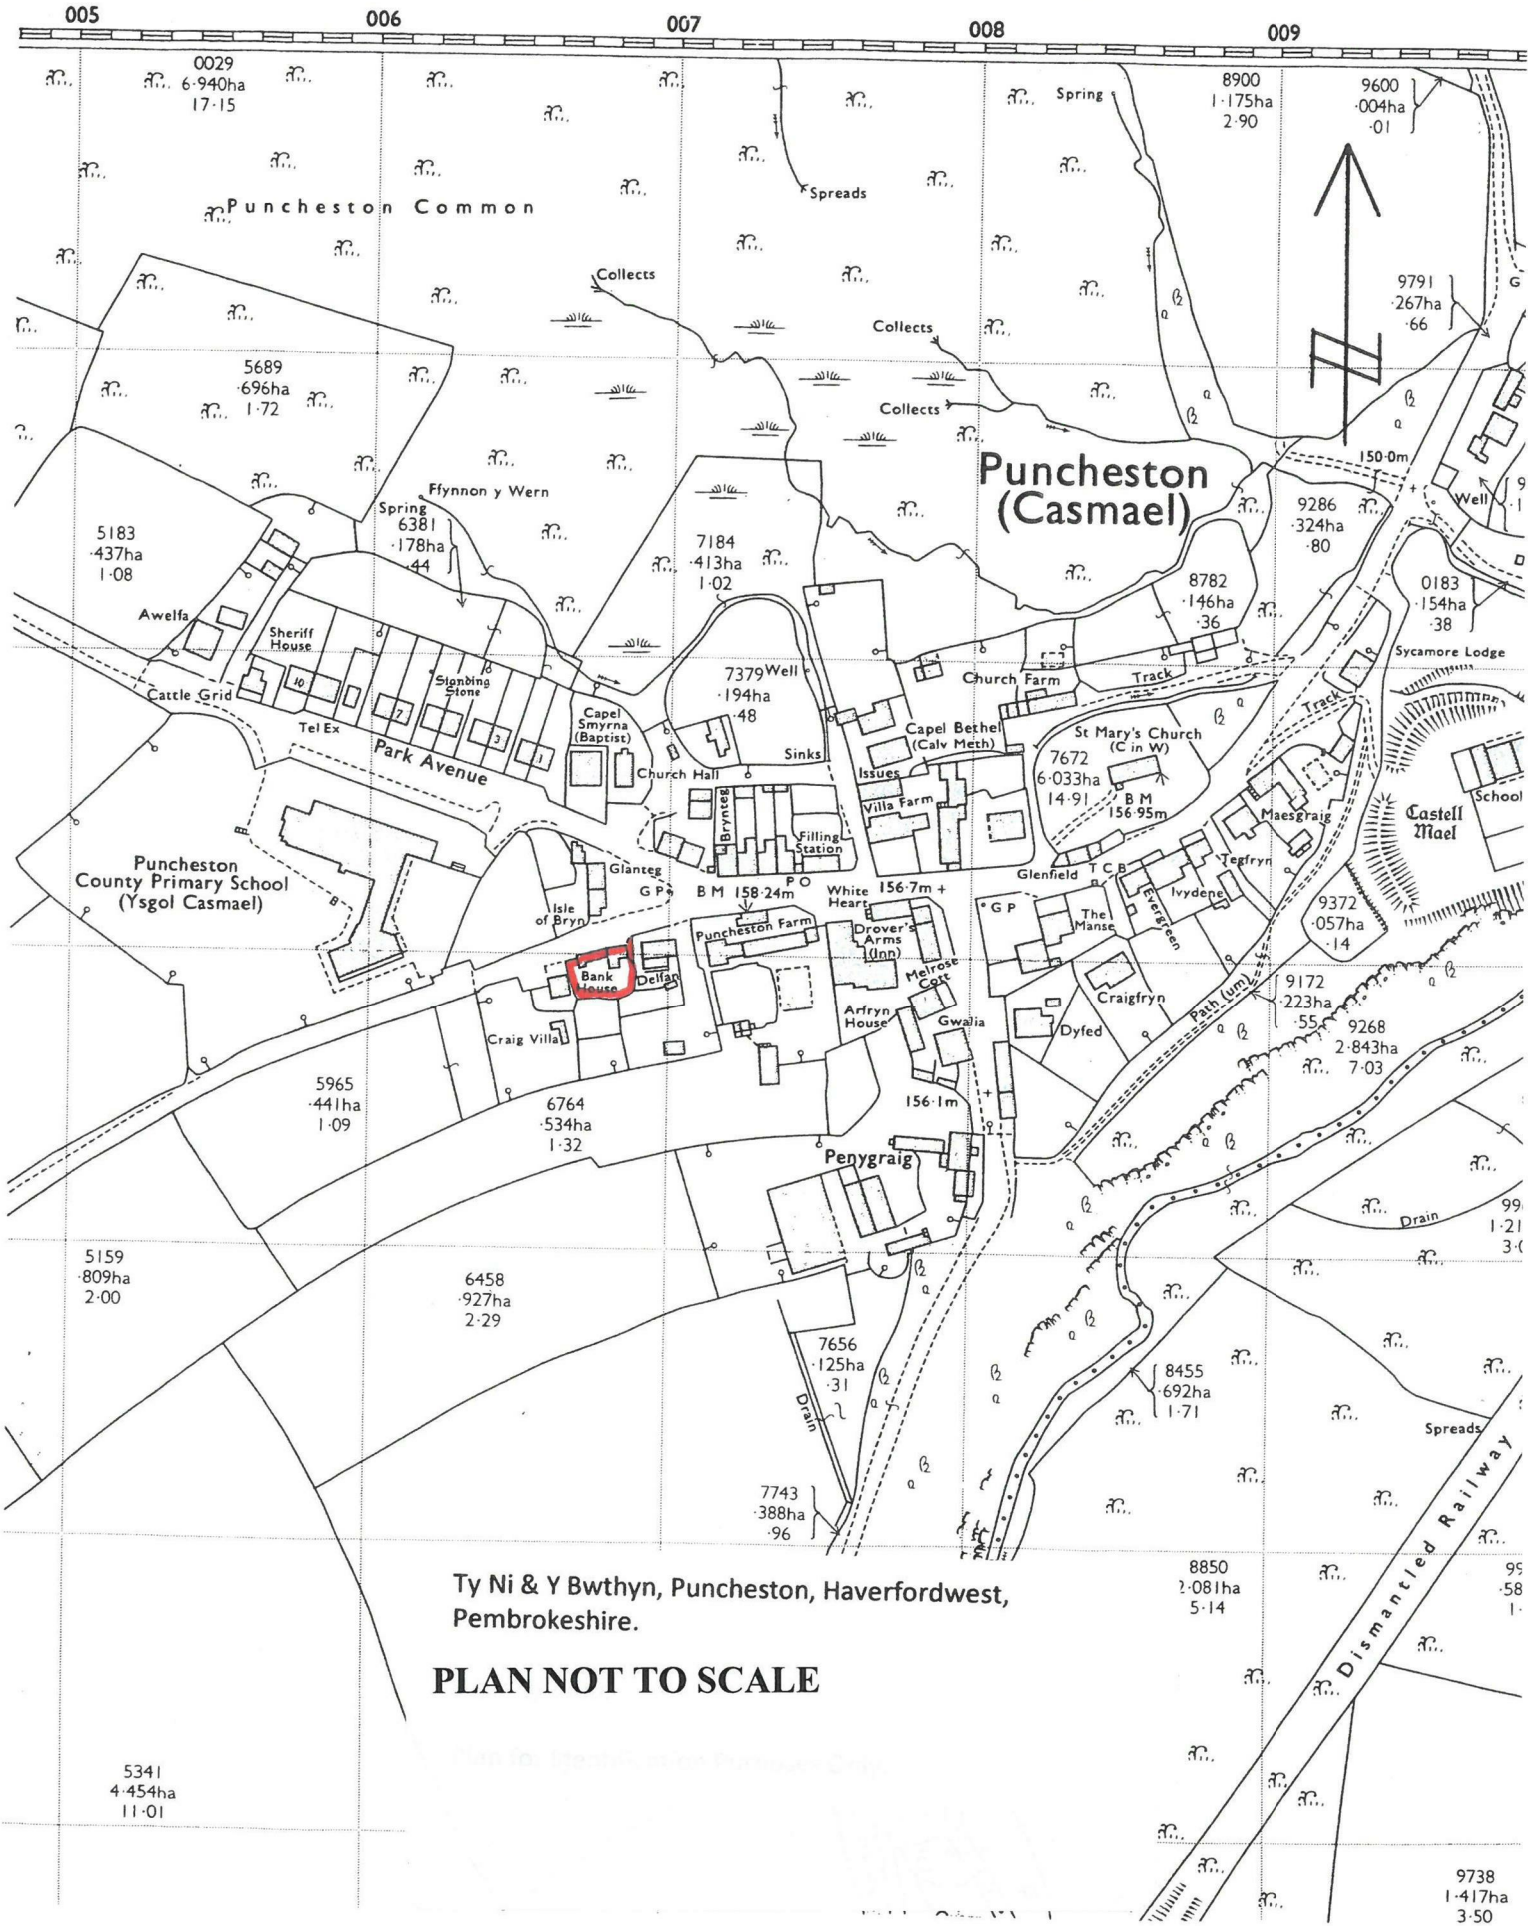 005
006
007
008
009
0029
6·940ha
17·15
Puncheston Common
Spreads
Spring
8900
1·175ha
2·90
9600
·004ha
·01
Collects
Collects
Collects
9791
·267ha
·66
G
5689
·696ha
1·72
Puncheston
(Casmael)
150·0m
Well
Ffynnon y Wern
Spring
6381
·178ha
·44
5183
·437ha
1·08
7184
·413ha
1·02
9286
·324ha
·80
8782
·146ha
·36
0183
·154ha
·38
Awelfa
Sheriff
House
Cattle Grid
10
7
3
1
Standing
Stone
Tel Ex
Park Avenue
Capel
Smyrna
(Baptist)
Church Hall
7379
·194ha
·48
Well
Sinks
Church Farm
Track
Sycamore Lodge
Track
Capel Bethel
(Calv Meth)
St Mary's Church
(C in W)
7672
6·033ha
14·91
B M
156·95m
Issues
Villa Farm
Brynteg
Filling
Station
Maesgraig
Castell
Mael
School
Puncheston
County Primary School
(Ysgol Casmael)
Glanteg
G P
B M 158·24m
P O
White
Heart
156·7m +
Glenfield
T C B
Tegfryn
Ivydene
Evergreen
Isle
of Bryn
Puncheston Farm
Drover's
Arms
(Inn)
G P
The
Manse
9372
·057ha
·14
Bank
House
Delfan
Melrose
Cott
Craigfryn
Path (um)
9172
·223ha
·55
Craig Villa
Arfryn
House
Gwalia
Dyfed
9268
2·843ha
7·03
5965
·441ha
1·09
6764
·534ha
1·32
156·1m
Penygraig
Drain
5159
·809ha
2·00
6458
·927ha
2·29
7656
·125ha
·31
Drain
8455
·692ha
1·71
Spreads
7743
·388ha
·96
Dismantled Railway
8850
2·081ha
5·14
Ty Ni & Y Bwthyn, Puncheston, Haverfordwest,
Pembrokeshire.
PLAN NOT TO SCALE
5341
4·454ha
11·01
9738
1·417ha
3·50